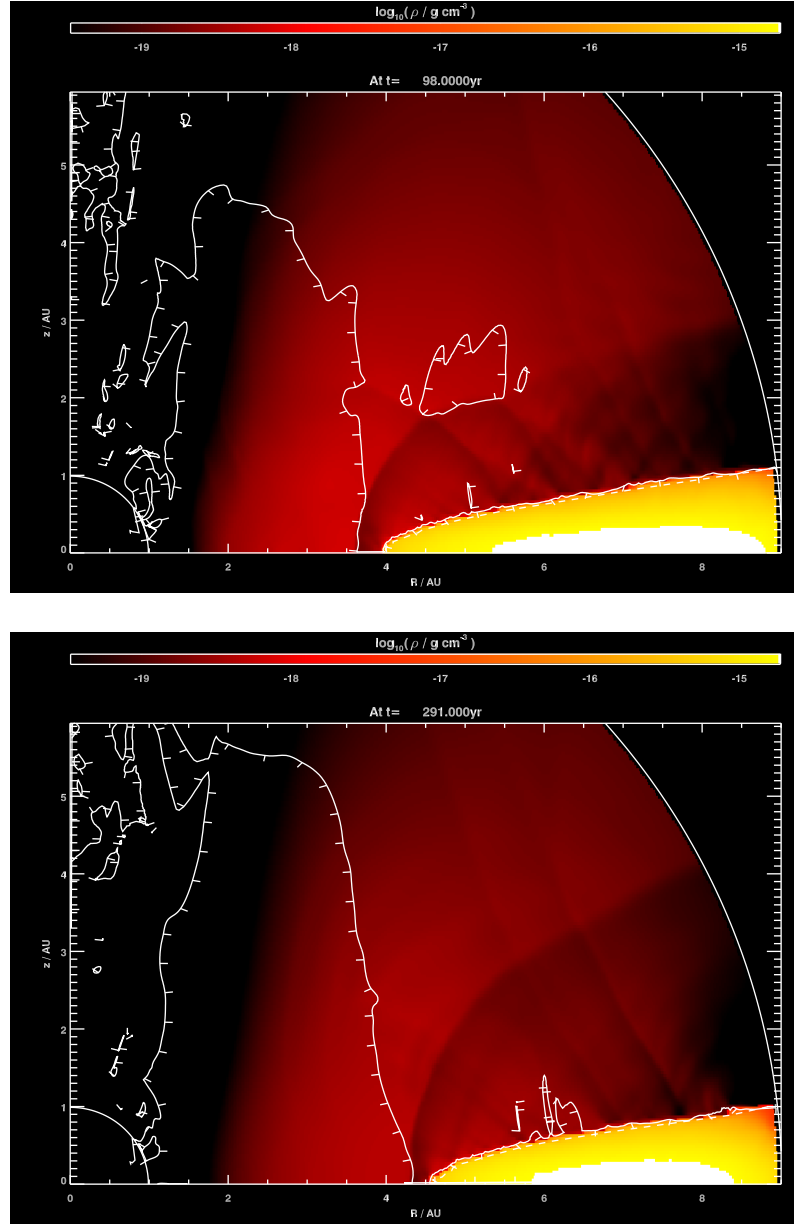 log₁₀(ρ / g cm⁻³)
-19 -18 -17 -16 -15
At t= 98.0000yr
5
4
3
z / AU
2
1
0
0 2 4 6 8
R / AU
log₁₀(ρ / g cm⁻³)
-19 -18 -17 -16 -15
At t= 291.000yr
5
4
3
z / AU
2
1
0
0 2 4 6 8
R / AU